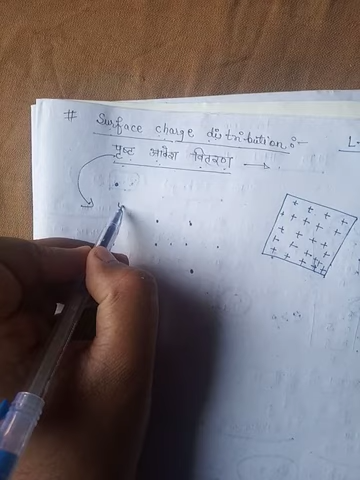 # Surface charge distribution :-
पृष्ठ आवेश वितरण →
L-
+ + + +
+ + + +
+ + + +
+ + + +
+ + + +